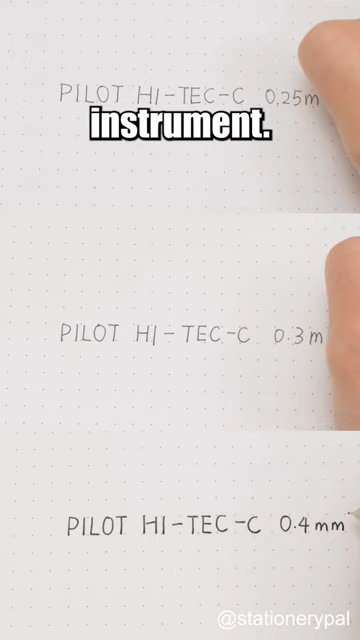 PILOT HI-TEC-C 0.25m
instrument.
PILOT HI-TEC-C 0.3m
PILOT HI-TEC-C 0.4mm
@stationerypal